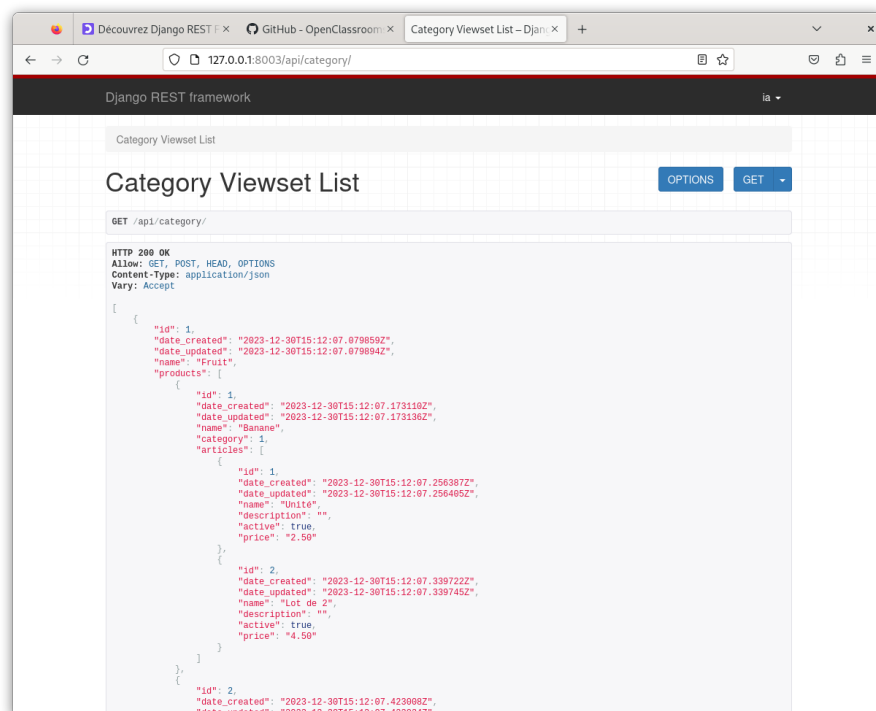 Découvrez Django REST F
GitHub - OpenClassroom
Category Viewset List – Djang
127.0.0.1:8003/api/category/
Django REST framework
ia
Category Viewset List
Category Viewset List
OPTIONS
GET
GET /api/category/
HTTP 200 OK
Allow: GET, POST, HEAD, OPTIONS
Content-Type: application/json
Vary: Accept
[
{
"id": 1,
"date_created": "2023-12-30T15:12:07.079859Z",
"date_updated": "2023-12-30T15:12:07.079894Z",
"name": "Fruit",
"products": [
{
"id": 1,
"date_created": "2023-12-30T15:12:07.173110Z",
"date_updated": "2023-12-30T15:12:07.173136Z",
"name": "Banane",
"category": 1,
"articles": [
{
"id": 1,
"date_created": "2023-12-30T15:12:07.256387Z",
"date_updated": "2023-12-30T15:12:07.256405Z",
"name": "Unité",
"description": "",
"active": true,
"price": "2.50"
},
{
"id": 2,
"date_created": "2023-12-30T15:12:07.339722Z",
"date_updated": "2023-12-30T15:12:07.339745Z",
"name": "Lot de 2",
"description": "",
"active": true,
"price": "4.50"
}
]
},
{
"id": 2,
"date_created": "2023-12-30T15:12:07.423008Z",